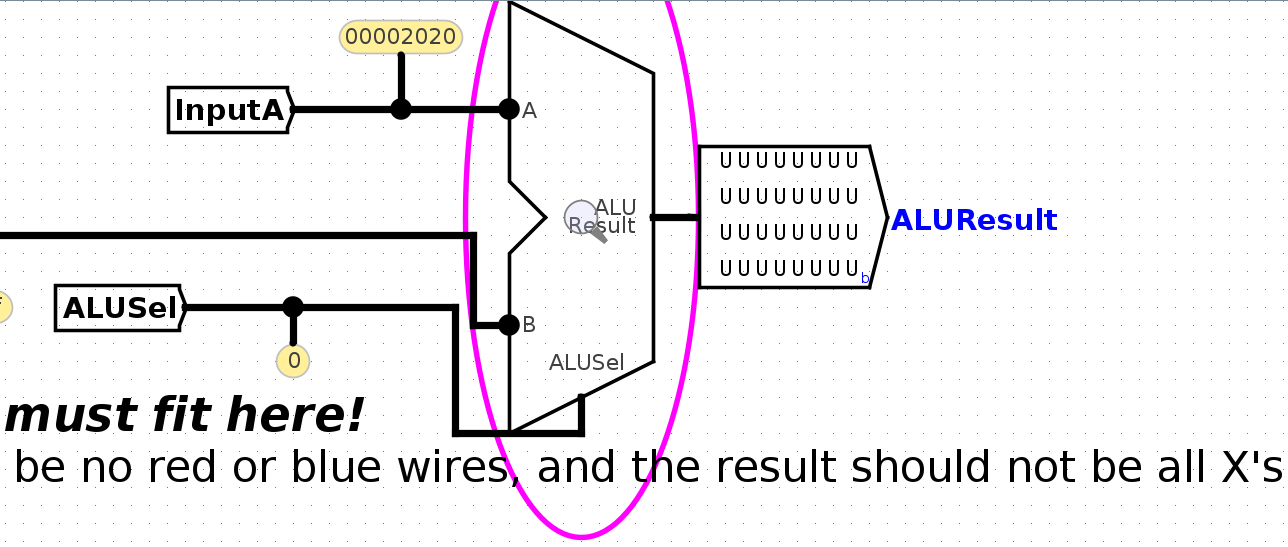 00002020
InputA
A
ALU
Result
UUUUUUUU
UUUUUUUU
UUUUUUUU
UUUUUUUU
b
ALUResult
ALUSel
B
0
ALUSel
must fit here!
be no red or blue wires, and the result should not be all X's